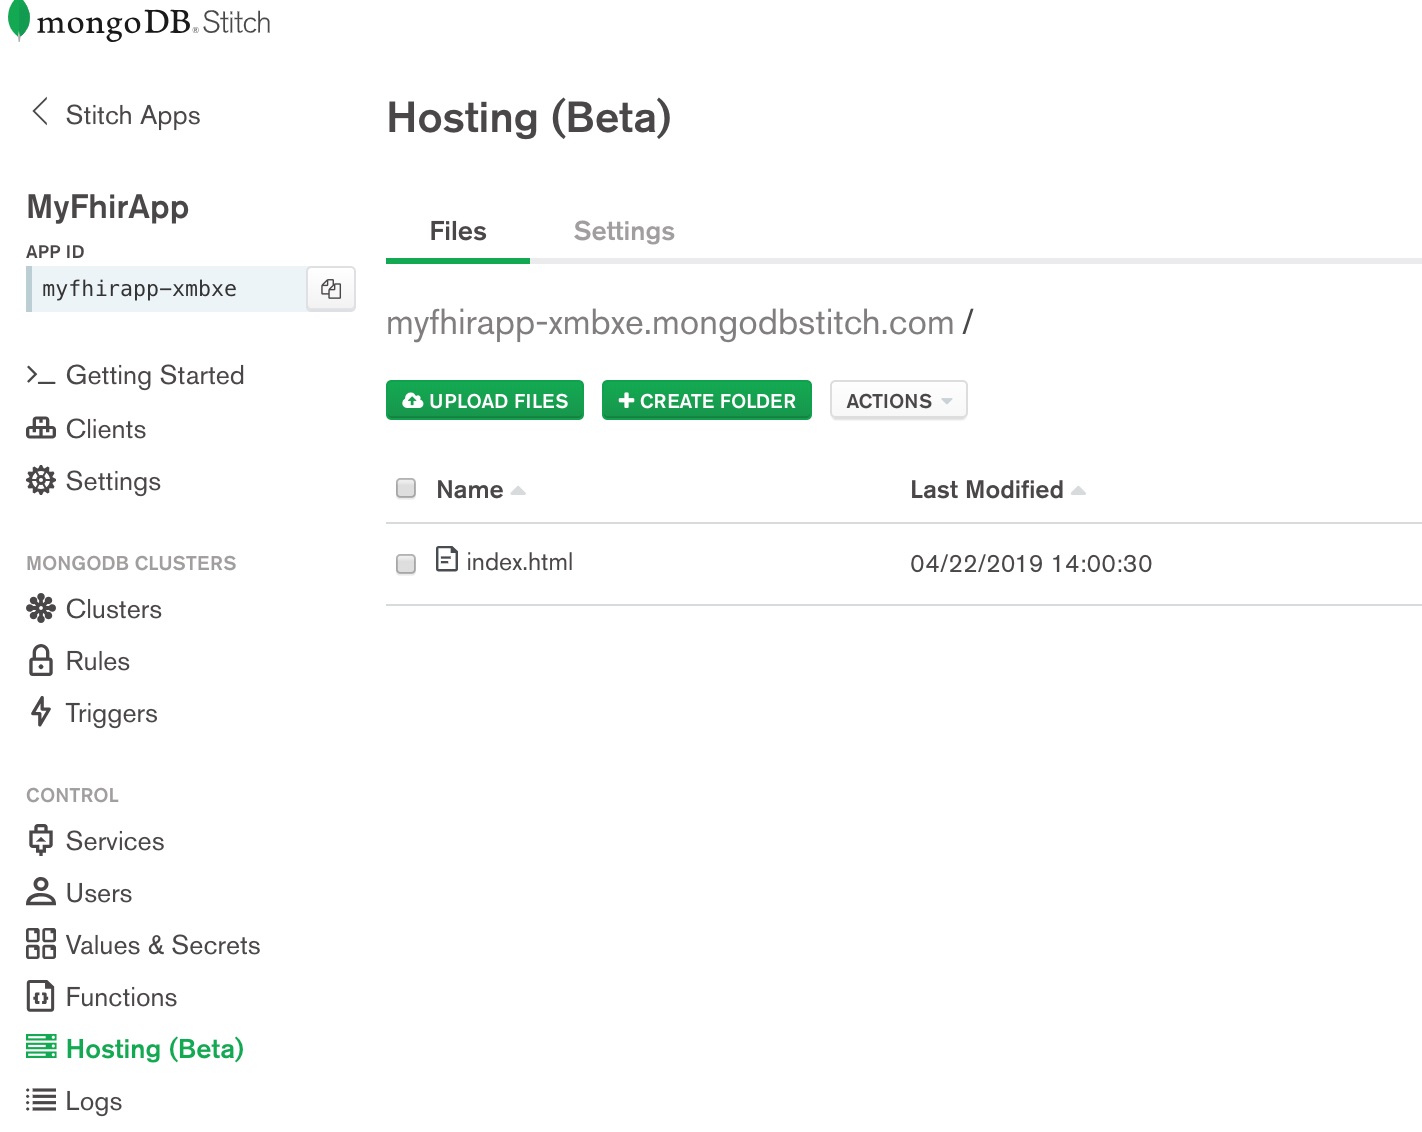 mongoDB® Stitch
Stitch Apps
MyFhirApp
APP ID
myfhirapp-xmbxe
Getting Started
Clients
Settings
MONGODB CLUSTERS
Clusters
Rules
Triggers
CONTROL
Services
Users
Values & Secrets
Functions
Hosting (Beta)
Logs
Hosting (Beta)
Files Settings
myfhirapp-xmbxe.mongodbstitch.com /
UPLOAD FILES CREATE FOLDER ACTIONS
Name Last Modified
index.html 04/22/2019 14:00:30